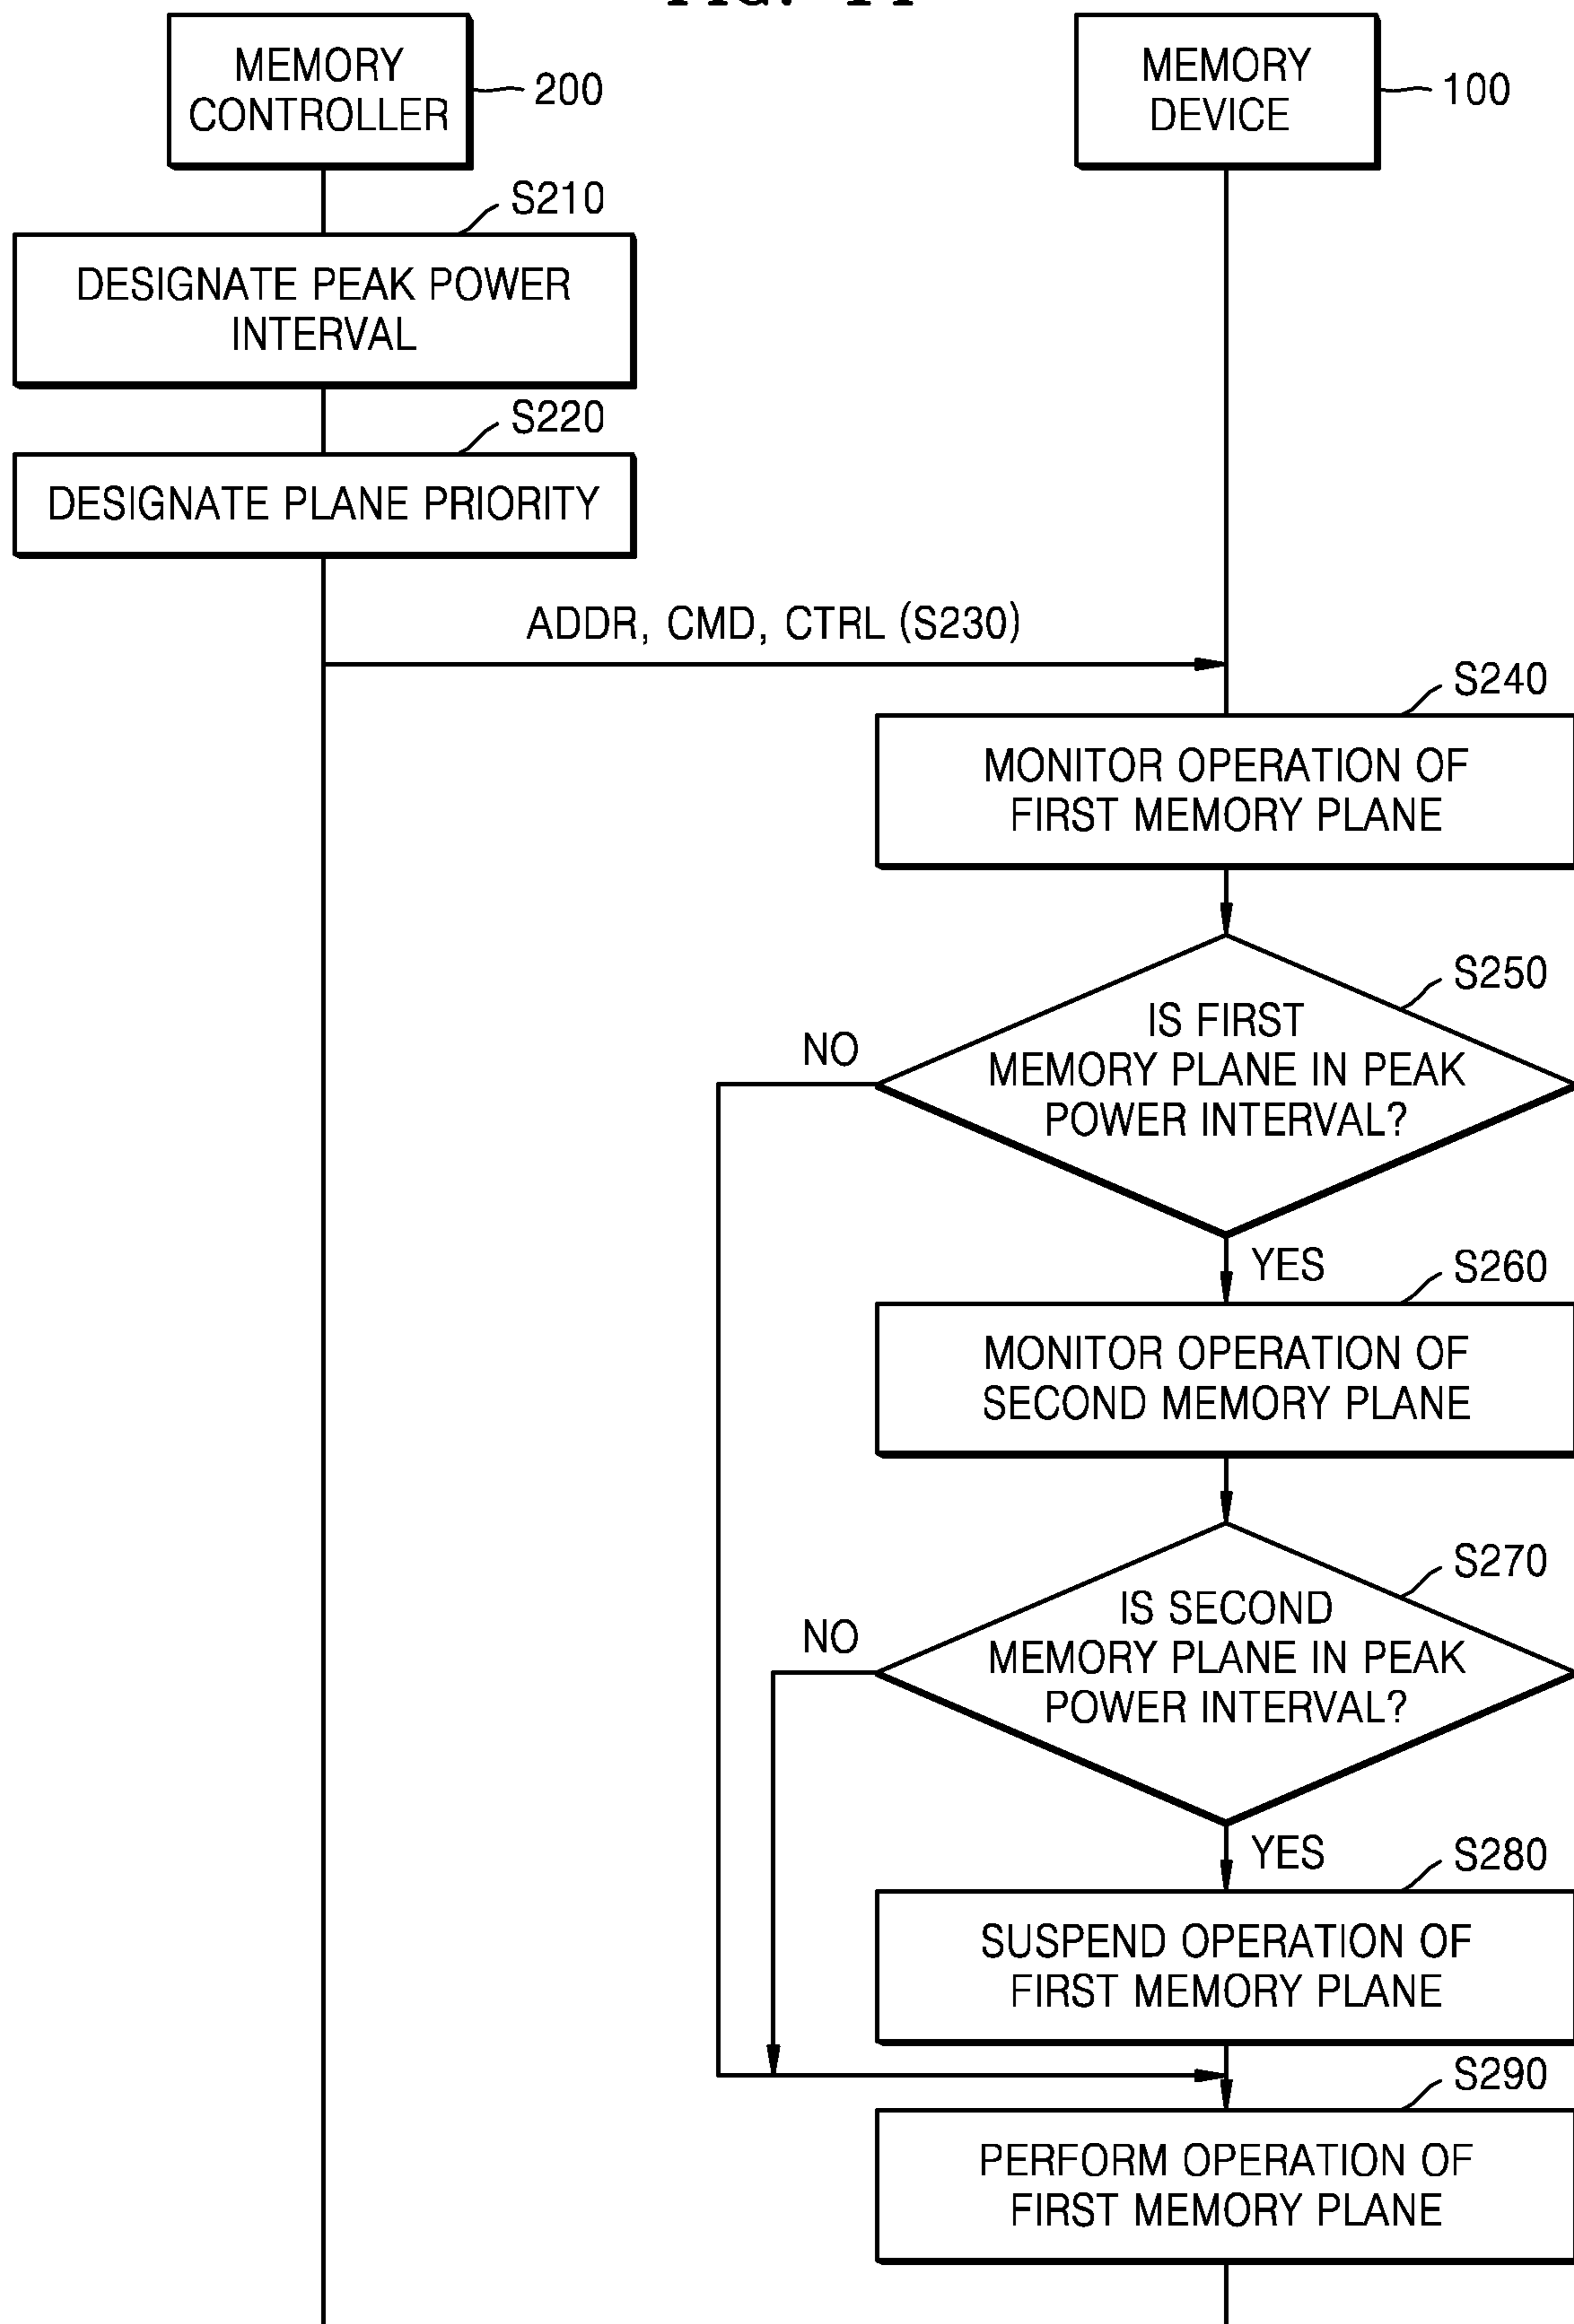 MEMORY
CONTROLLER
200
MEMORY
DEVICE
100
S210
DESIGNATE PEAK POWER
INTERVAL
S220
DESIGNATE PLANE PRIORITY
ADDR, CMD, CTRL (S230)
S240
MONITOR OPERATION OF
FIRST MEMORY PLANE
S250
IS FIRST
MEMORY PLANE IN PEAK
POWER INTERVAL?
NO
YES
S260
MONITOR OPERATION OF
SECOND MEMORY PLANE
S270
IS SECOND
MEMORY PLANE IN PEAK
POWER INTERVAL?
NO
YES
S280
SUSPEND OPERATION OF
FIRST MEMORY PLANE
S290
PERFORM OPERATION OF
FIRST MEMORY PLANE